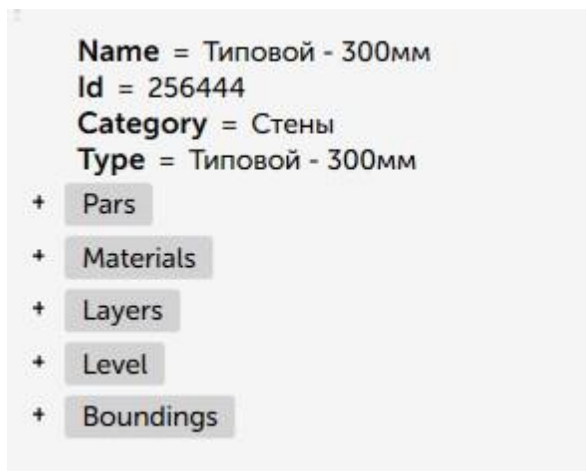 Name = Типовой - 300мм
Id = 256444
Category = Стены
Type = Типовой - 300мм
+ Pars
+ Materials
+ Layers
+ Level
+ Boundings